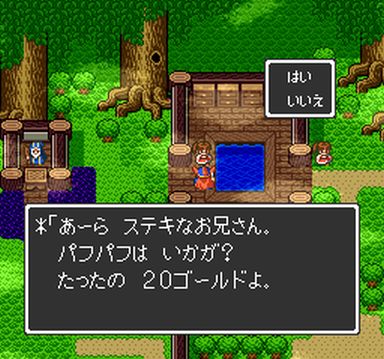 はい
いいえ
*「あーら ステキなお兄さん。
パフパフは いかが?
たったの 20ゴールドよ。